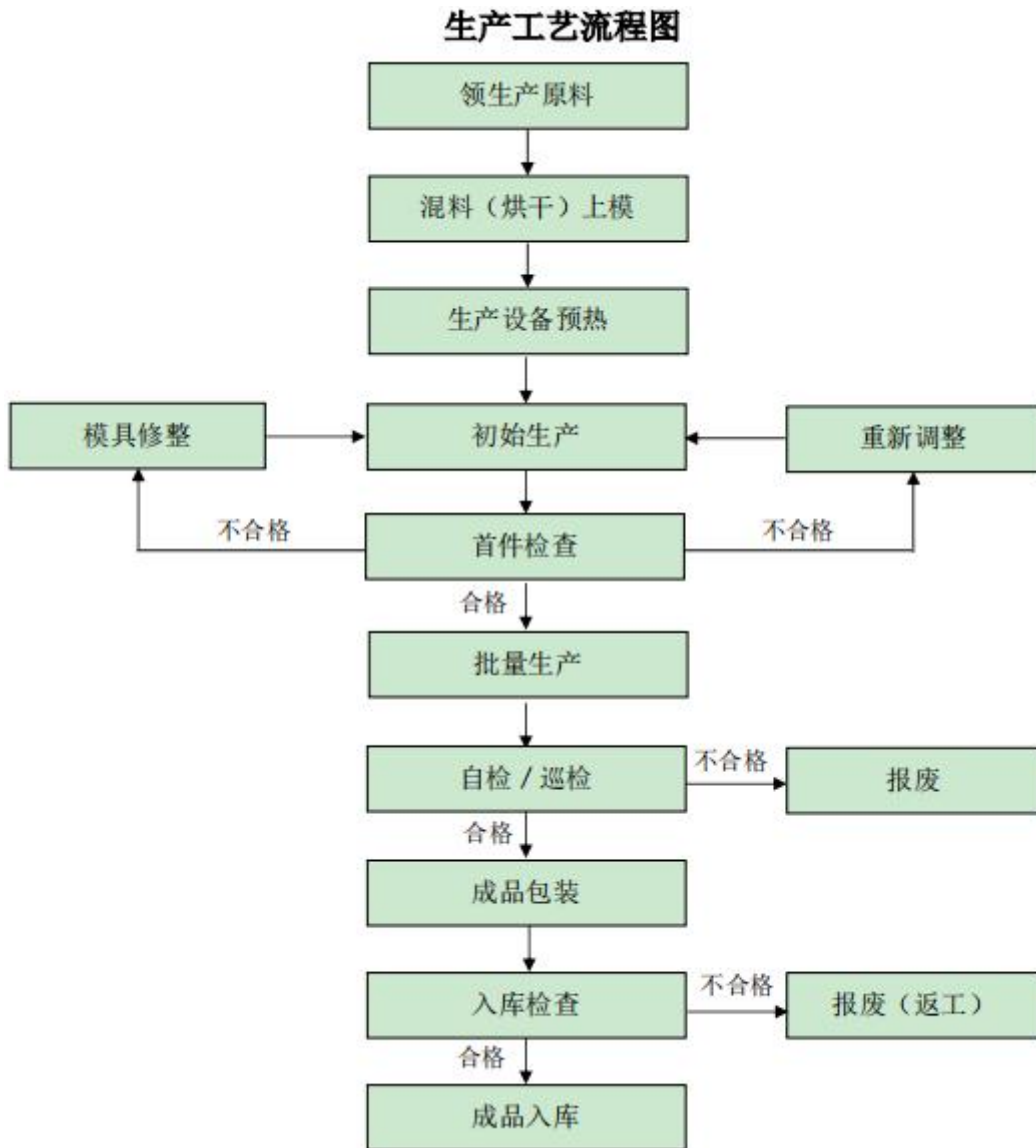 生产工艺流程图
领生产原料
混料（烘干）上模
生产设备预热
模具修整
初始生产
重新调整
不合格
首件检查
不合格
合格
批量生产
自检 / 巡检
不合格
报废
合格
成品包装
入库检查
不合格
报废（返工）
合格
成品入库